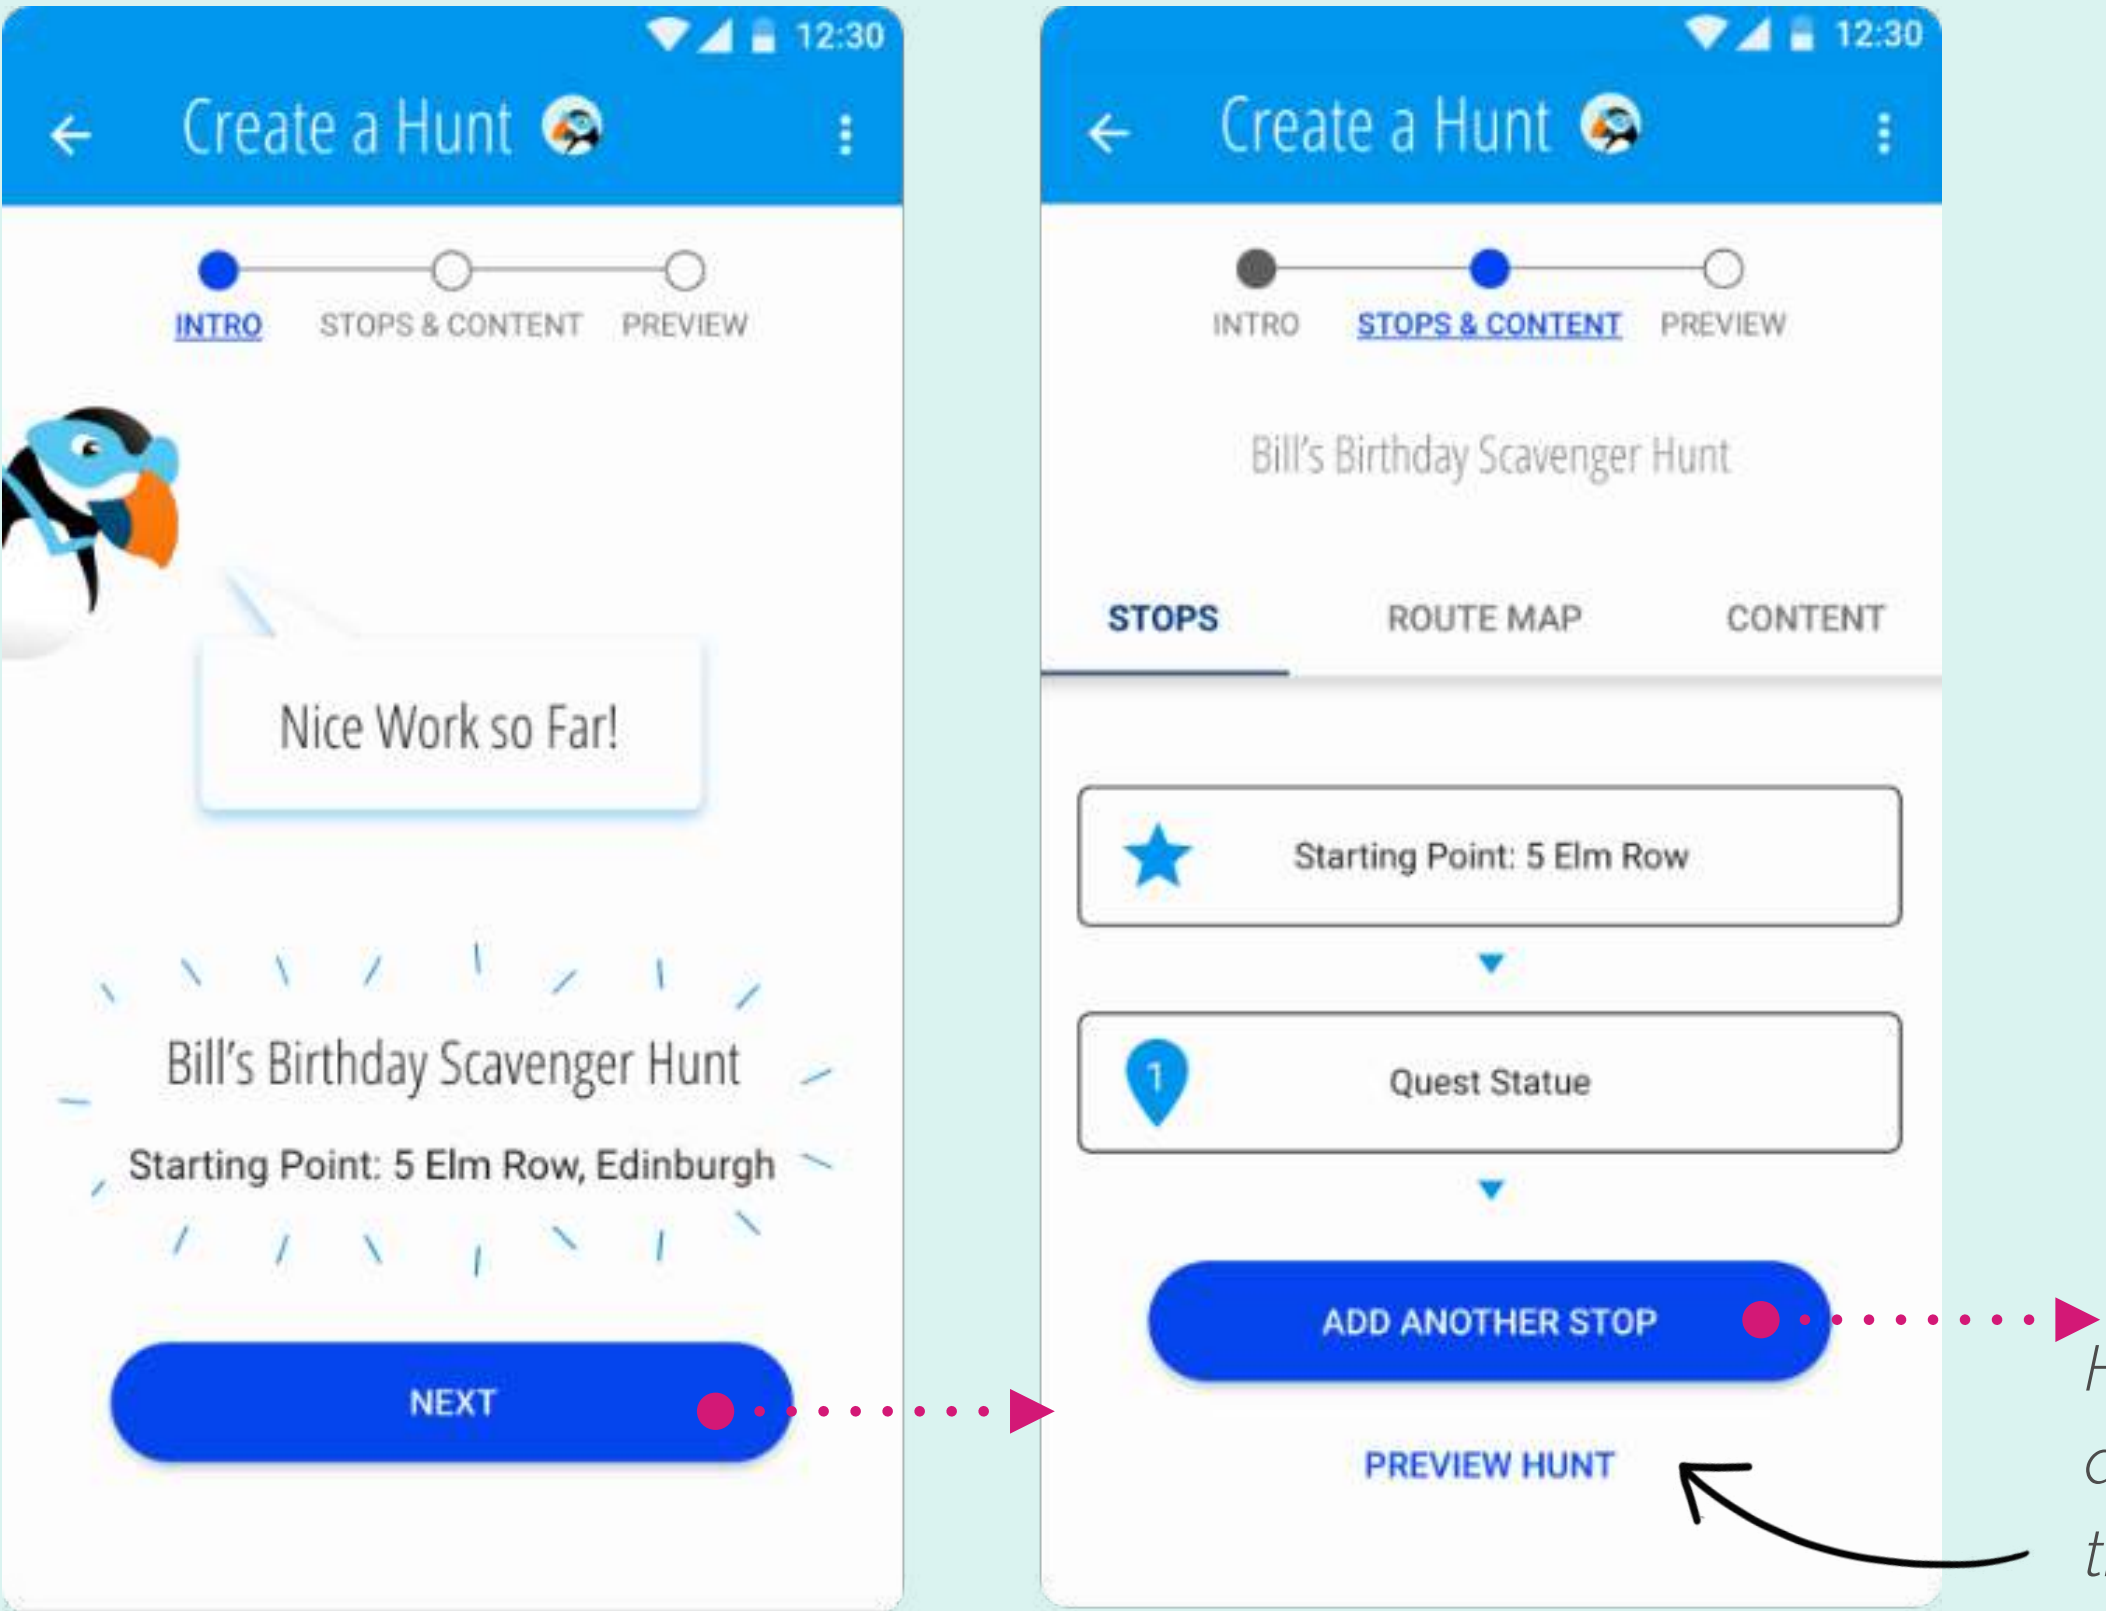 12:30
Create a Hunt
INTRO
STOPS & CONTENT
PREVIEW
Nice Work so Far!
Bill's Birthday Scavenger Hunt
Starting Point: 5 Elm Row, Edinburgh
NEXT
12:30
Create a Hunt
INTRO
STOPS & CONTENT
PREVIEW
Bill's Birthday Scavenger Hunt
STOPS
ROUTE MAP
CONTENT
Starting Point: 5 Elm Row
1
Quest Statue
ADD ANOTHER STOP
PREVIEW HUNT